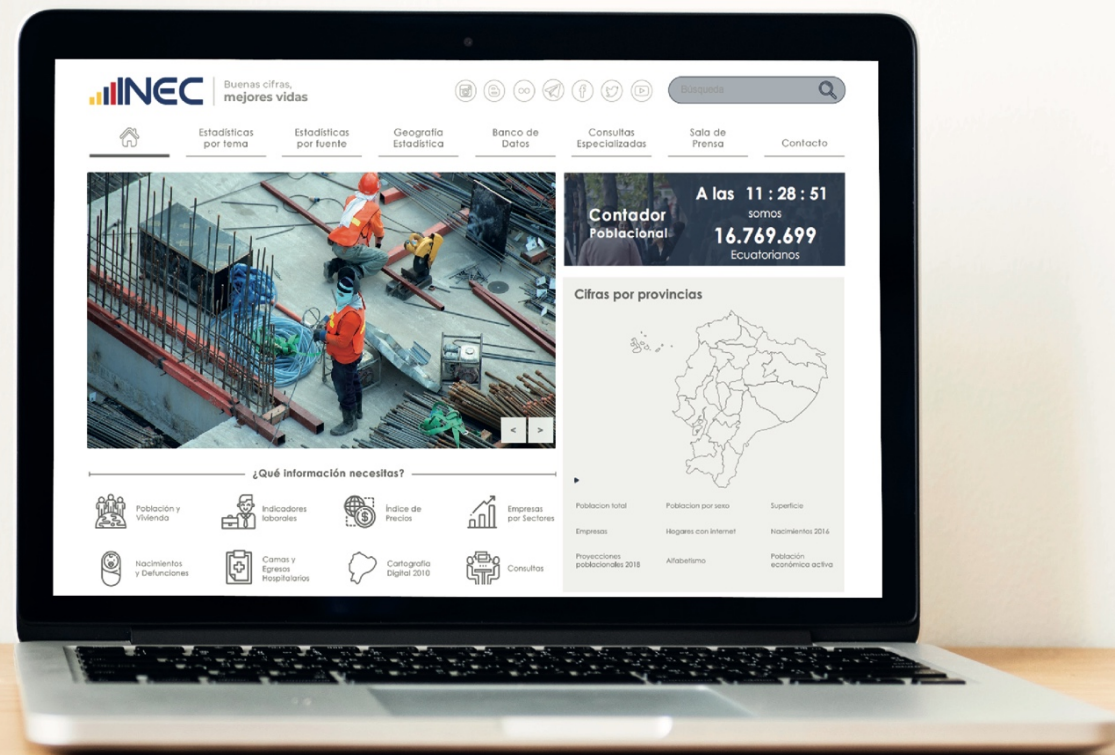 INEC
Buenas cifras,
mejores vidas
Búsqueda
Estadísticas
por tema
Estadísticas
por fuente
Geografía
Estadística
Banco de
Datos
Consultas
Especializadas
Sala de
Prensa
Contacto
Contador
Poblacional
A las 11 : 28 : 51
somos
16.769.699
Ecuatorianos
Cifras por provincias
< >
¿Qué información necesitas?
Población y
Vivienda
Indicadores
laborales
Índice de
Precios
Empresas
por Sectores
Nacimientos
y Defunciones
Camas y
Egresos
Hospitalarios
Cartografía
Digital 2010
Consultas
Poblacion total
Poblacion por sexo
Superficie
Empresas
Hogares con internet
Nacimientos 2016
Proyecciones
poblacionales 2018
Alfabetismo
Población
económica activa